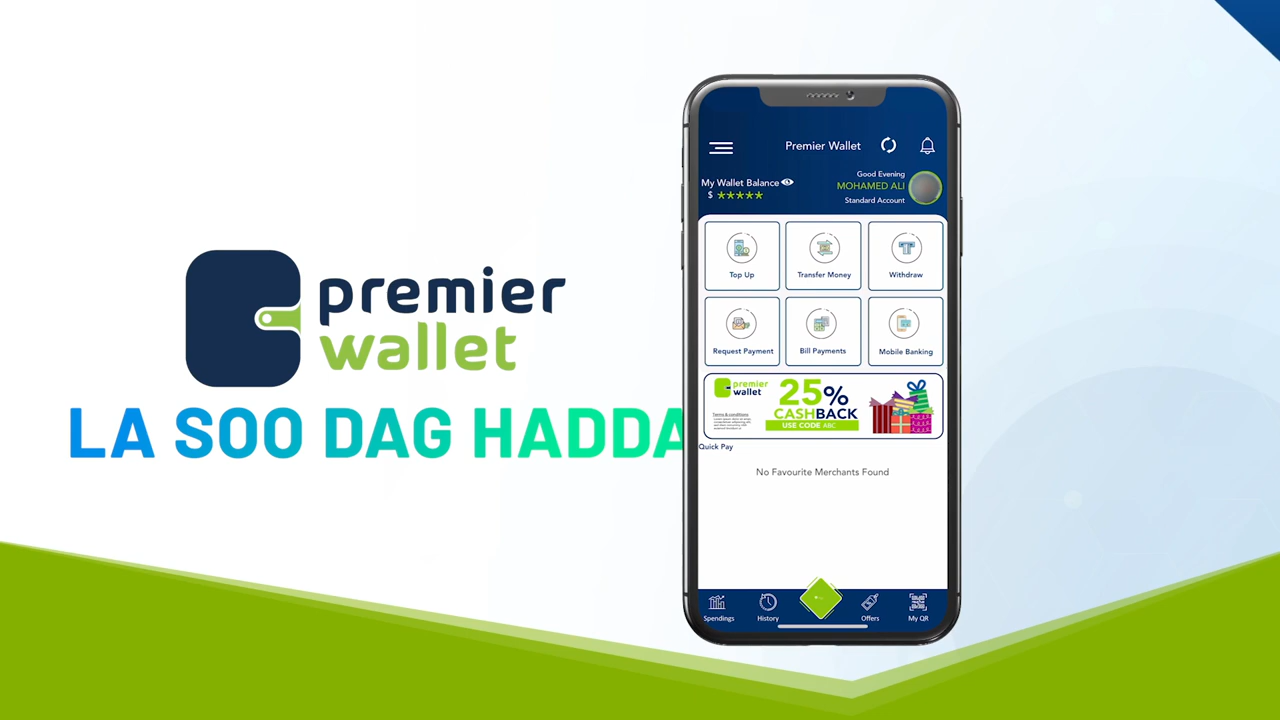 premier
wallet
LA SOO DAG HADDA
Premier Wallet
My Wallet Balance
$ *****
Good Evening
MOHAMED ALI
Standard Account
Top Up
Transfer Money
Withdraw
Request Payment
Bill Payments
Mobile Banking
premier
wallet
Terms & conditions
25%
CASHBACK
USE CODE ABC
Quick Pay
No Favourite Merchants Found
Spendings
History
Offers
My QR